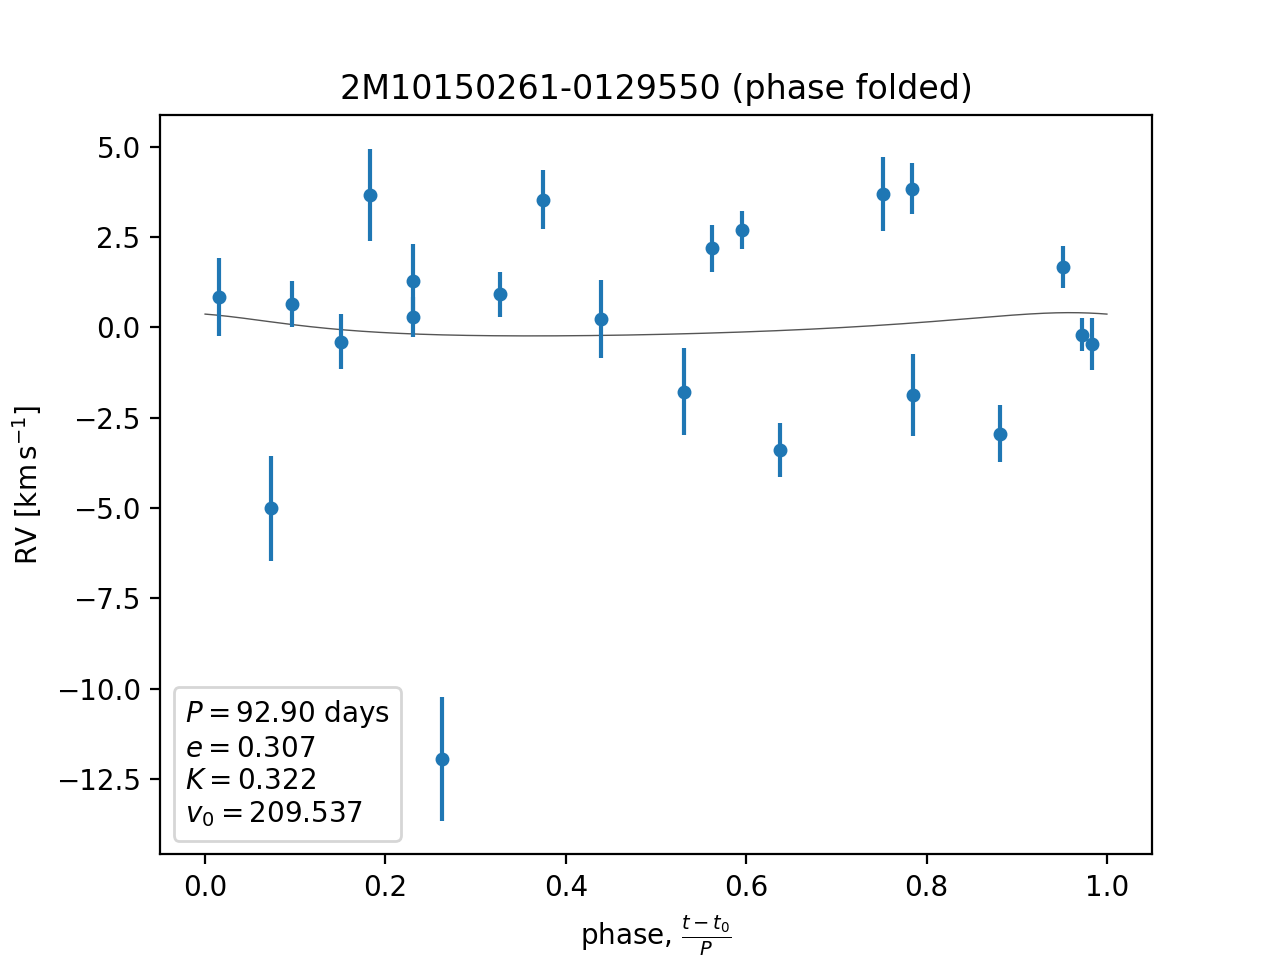 2M10150261-0129550 (phase folded)
RV [km s⁻¹]
5.0
2.5
0.0
−2.5
−5.0
−7.5
−10.0
−12.5
P = 92.90 days
e = 0.307
K = 0.322
v₀ = 209.537
0.0 0.2 0.4 0.6 0.8 1.0
phase, (t − t₀)/P